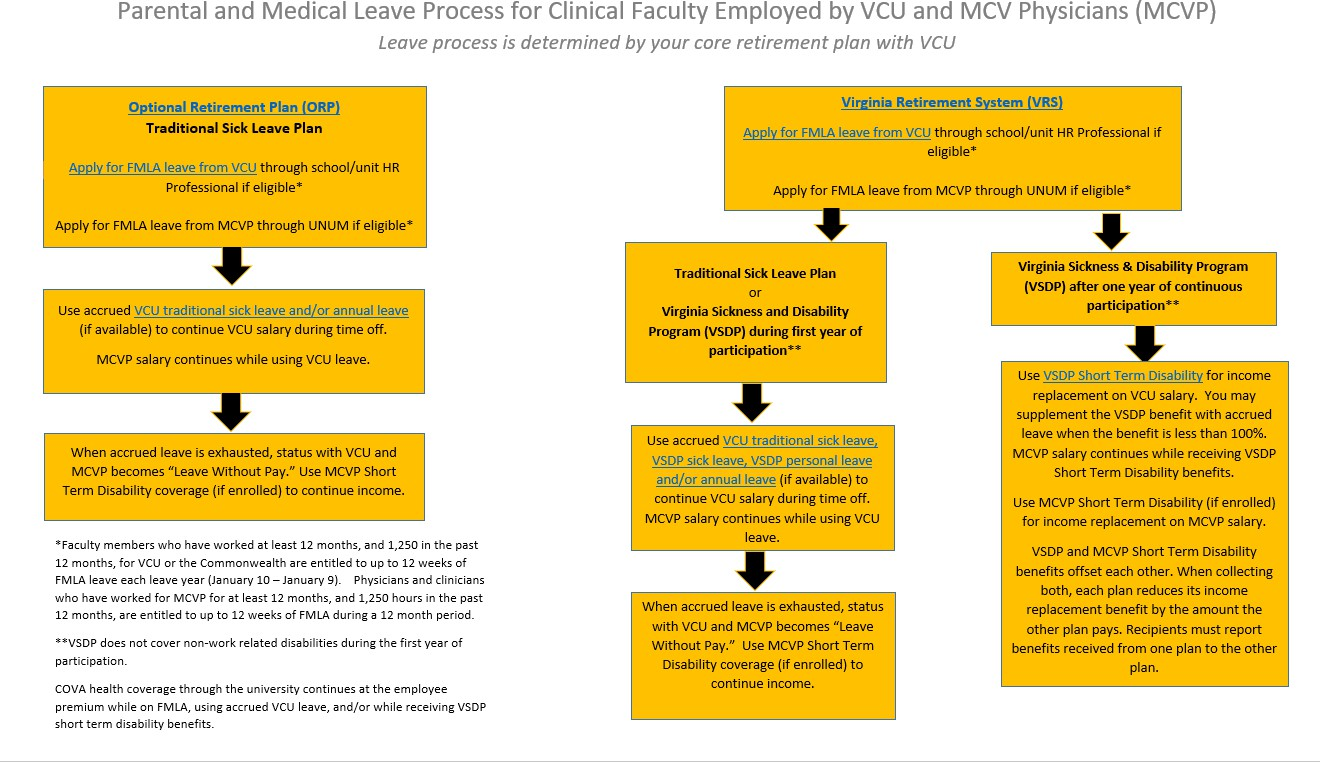 Parental and Medical Leave Process for Clinical Faculty Employed by VCU and MCV Physicians (MCVP)
Leave process is determined by your core retirement plan with VCU
Optional Retirement Plan (ORP)
Traditional Sick Leave Plan
Apply for FMLA leave from VCU through school/unit HR
Professional if eligible*
Apply for FMLA leave from MCVP through UNUM if eligible*
Use accrued VCU traditional sick leave and/or annual leave
(if available) to continue VCU salary during time off.
MCVP salary continues while using VCU leave.
When accrued leave is exhausted, status with VCU and
MCVP becomes “Leave Without Pay.” Use MCVP Short
Term Disability coverage (if enrolled) to continue income.
*Faculty members who have worked at least 12 months, and 1,250 in the past
12 months, for VCU or the Commonwealth are entitled to up to 12 weeks of
FMLA leave each leave year (January 10 – January 9). Physicians and clinicians
who have worked for MCVP for at least 12 months, and 1,250 hours in the past
12 months, are entitled to up to 12 weeks of FMLA during a 12 month period.
**VSDP does not cover non-work related disabilities during the first year of
participation.
COVA health coverage through the university continues at the employee
premium while on FMLA, using accrued VCU leave, and/or while receiving VSDP
short term disability benefits.
Virginia Retirement System (VRS)
Apply for FMLA leave from VCU through school/unit HR Professional if
eligible*
Apply for FMLA leave from MCVP through UNUM if eligible*
Traditional Sick Leave Plan
or
Virginia Sickness and Disability
Program (VSDP) during first year of
participation**
Use accrued VCU traditional sick leave,
VSDP sick leave, VSDP personal leave
and/or annual leave (if available) to
continue VCU salary during time off.
MCVP salary continues while using VCU
leave.
When accrued leave is exhausted, status
with VCU and MCVP becomes “Leave
Without Pay.” Use MCVP Short Term
Disability coverage (if enrolled) to
continue income.
Virginia Sickness & Disability Program
(VSDP) after one year of continuous
participation**
Use VSDP Short Term Disability for income
replacement on VCU salary. You may
supplement the VSDP benefit with accrued
leave when the benefit is less than 100%.
MCVP salary continues while receiving VSDP
Short Term Disability benefits.
Use MCVP Short Term Disability (if enrolled)
for income replacement on MCVP salary.
VSDP and MCVP Short Term Disability
benefits offset each other. When collecting
both, each plan reduces its income
replacement benefit by the amount the
other plan pays. Recipients must report
benefits received from one plan to the other
plan.